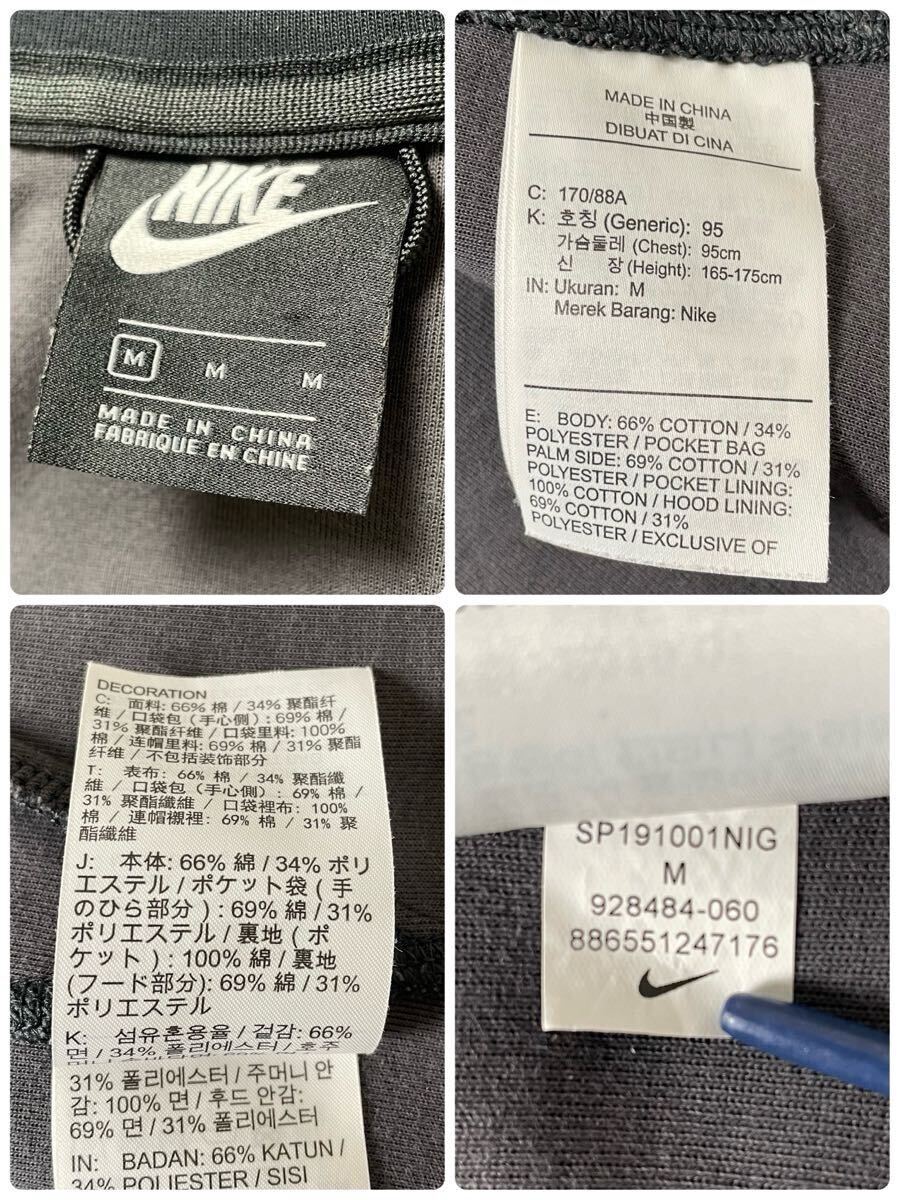 NIKE
M M M
MADE IN CHINA
FABRIQUE EN CHINE
MADE IN CHINA
中国製
DIBUAT DI CINA
C: 170/88A
K: 호칭 (Generic): 95
가슴둘레 (Chest): 95cm
신 장 (Height): 165-175cm
IN: Ukuran: M
Merek Barang: Nike
E: BODY: 66% COTTON / 34%
POLYESTER / POCKET BAG
PALM SIDE: 69% COTTON / 31%
POLYESTER / POCKET LINING:
100% COTTON / HOOD LINING:
69% COTTON / 31%
POLYESTER / EXCLUSIVE OF
DECORATION
C: 面料: 66% 棉 / 34% 聚酯纤
维 / 口袋包 (手心侧): 69% 棉 /
31% 聚酯纤维 / 口袋里料: 100%
棉 / 连帽里料: 69% 棉 / 31% 聚酯
纤维 / 不包括装饰部分
T: 表布: 66% 棉 / 34% 聚酯纖
維 / 口袋包 (手心側) : 69% 棉 /
31% 聚酯纖維 / 口袋裡布: 100%
棉 / 連帽襯裡: 69% 棉 / 31% 聚
酯纖維
J: 本体: 66% 綿 / 34% ポリ
エステル / ポケット袋 ( 手
のひら部分 ) : 69% 綿 / 31%
ポリエステル / 裏地 ( ポ
ケット ) : 100% 綿 / 裏地
(フード部分): 69% 綿 / 31%
ポリエステル
K: 섬유혼용율 / 겉감: 66%
면 / 34% 폴리에스터 /
31% 폴리에스터 / 주머니 안
감: 100% 면 / 후드 안감:
69% 면 / 31% 폴리에스터
IN: BADAN: 66% KATUN /
34% POLIESTER / SISI
SP191001NIG
M
928484-060
886551247176